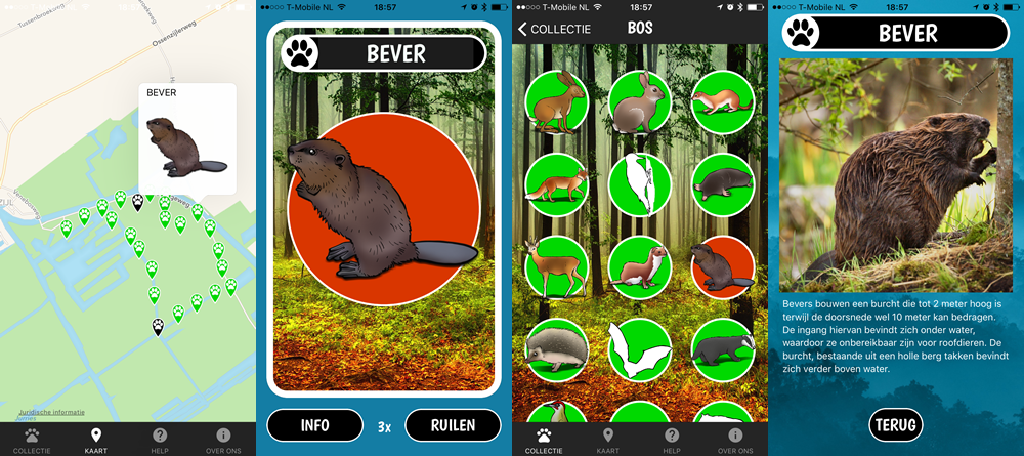 Tussenbroekweg
Ossenzijlerweg
BEVER
Venebosweg
ZIJL
Juridische informatie
COLLECTIE
KAART
HELP
OVER ONS
T-Mobile NL
18:57
BEVER
INFO
3x
RUILEN
T-Mobile NL
18:57
COLLECTIE
BOS
COLLECTIE
KAART
HELP
OVER ONS
T-Mobile NL
18:57
BEVER
Bevers bouwen een burcht die tot 2 meter hoog is
terwijl de doorsnede wel 10 meter kan bedragen.
De ingang hiervan bevindt zich onder water,
waardoor ze onbereikbaar zijn voor roofdieren. De
burcht, bestaande uit een holle berg takken bevindt
zich verder boven water.
TERUG